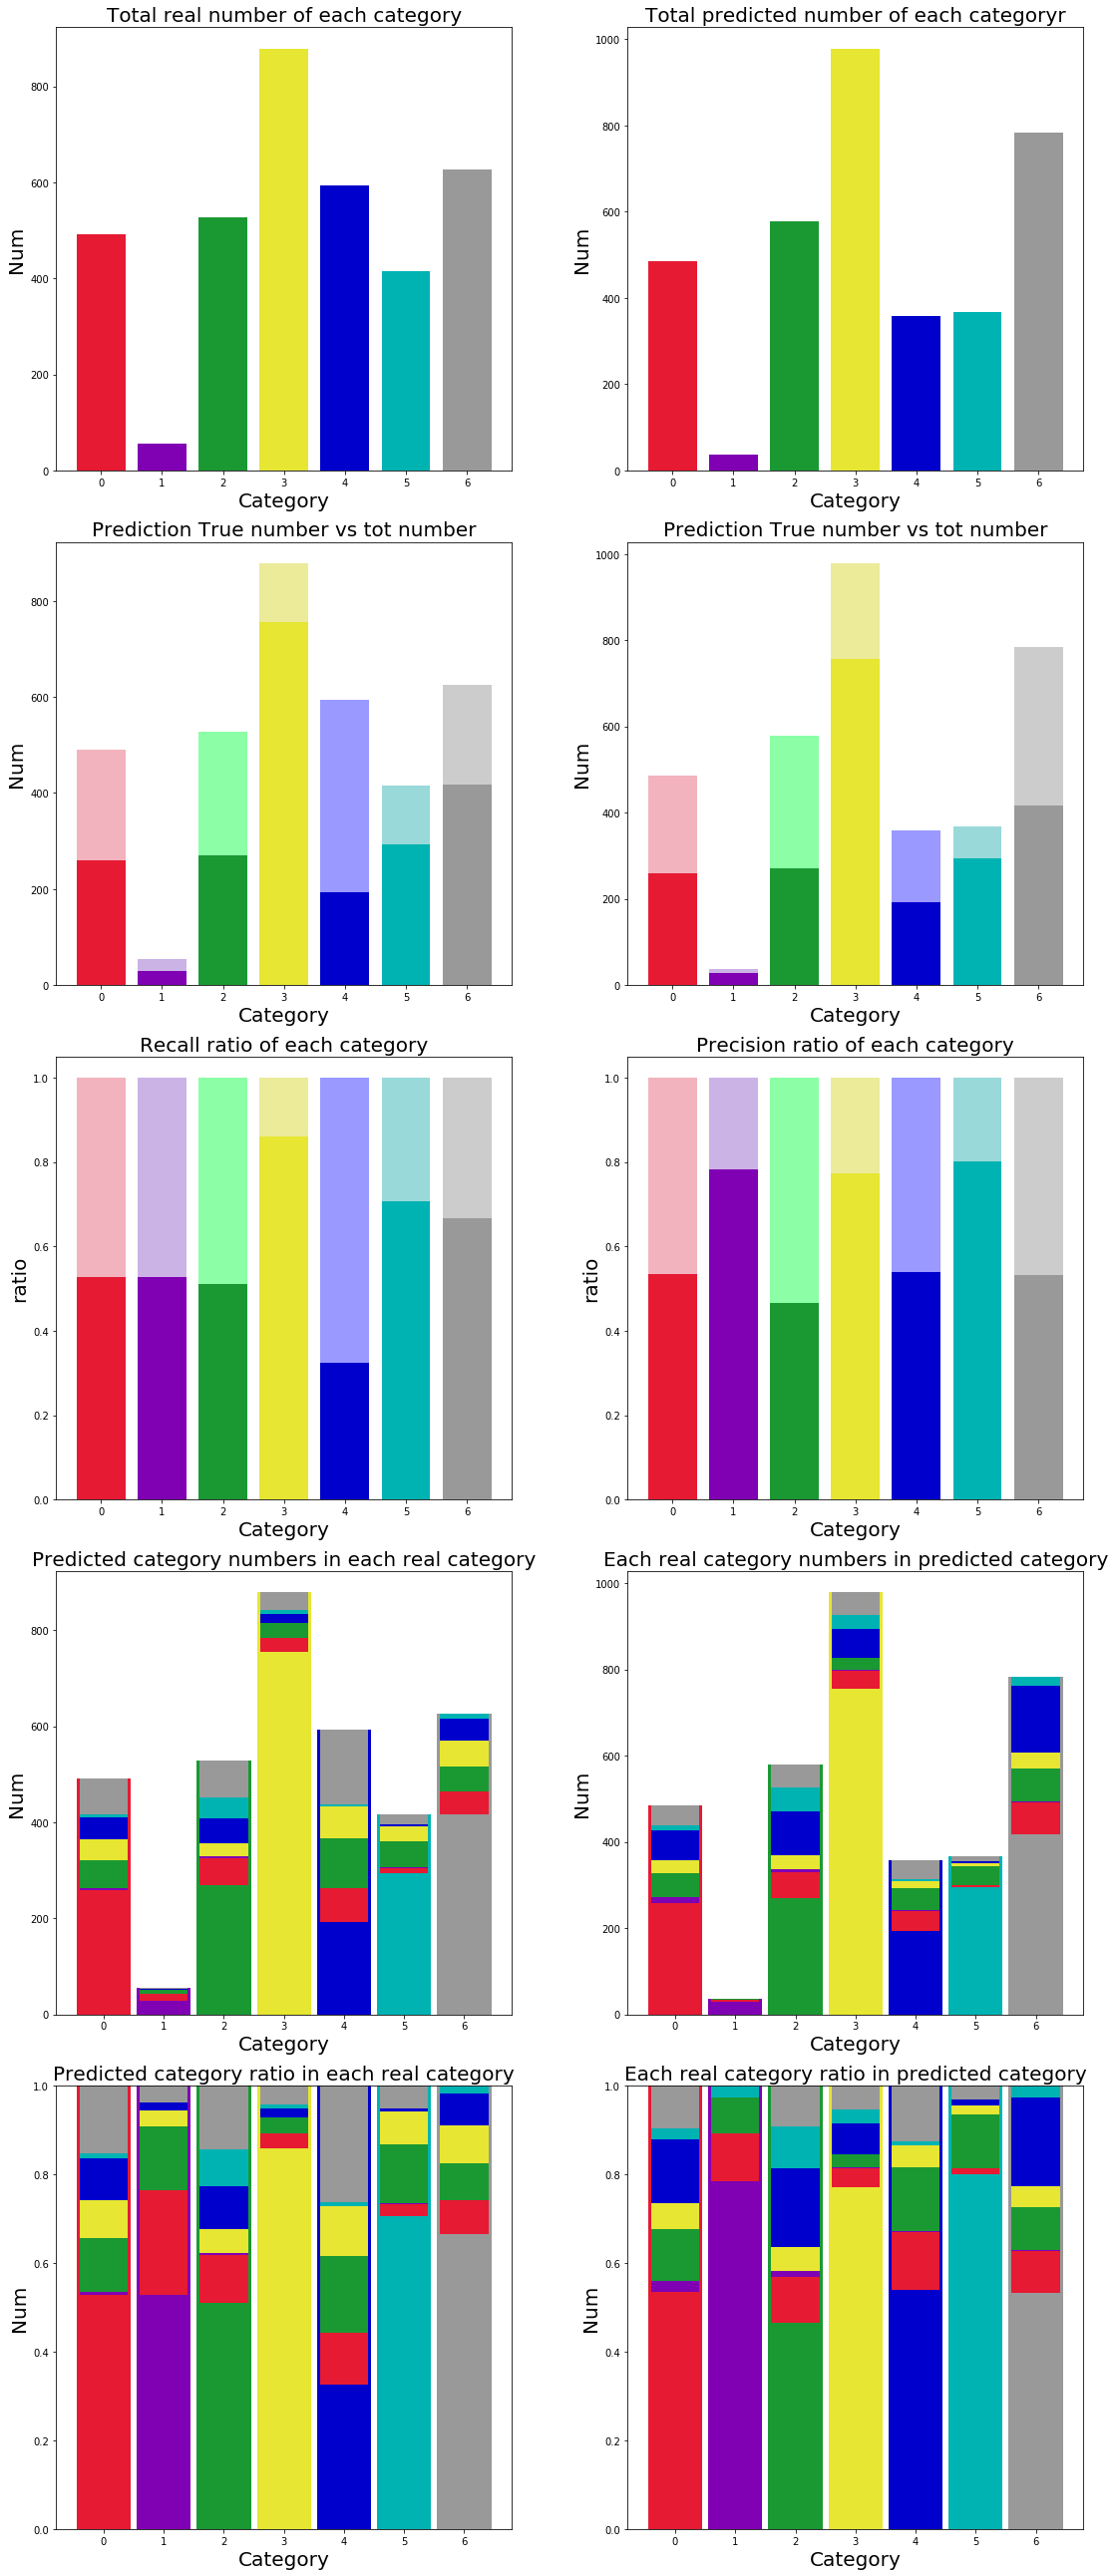 Total real number of each category
Num
800
600
400
200
0
0 1 2 3 4 5 6
Category
Total predicted number of each categoryr
Num
1000
800
600
400
200
0
0 1 2 3 4 5 6
Category
Prediction True number vs tot number
Num
800
600
400
200
0
0 1 2 3 4 5 6
Category
Prediction True number vs tot number
Num
1000
800
600
400
200
0
0 1 2 3 4 5 6
Category
Recall ratio of each category
ratio
1.0
0.8
0.6
0.4
0.2
0.0
0 1 2 3 4 5 6
Category
Precision ratio of each category
ratio
1.0
0.8
0.6
0.4
0.2
0.0
0 1 2 3 4 5 6
Category
Predicted category numbers in each real category
Num
800
600
400
200
0
0 1 2 3 4 5 6
Category
Each real category numbers in predicted category
Num
1000
800
600
400
200
0
0 1 2 3 4 5 6
Category
Predicted category ratio in each real category
Num
1.0
0.8
0.6
0.4
0.2
0.0
0 1 2 3 4 5 6
Category
Each real category ratio in predicted category
Num
1.0
0.8
0.6
0.4
0.2
0.0
0 1 2 3 4 5 6
Category